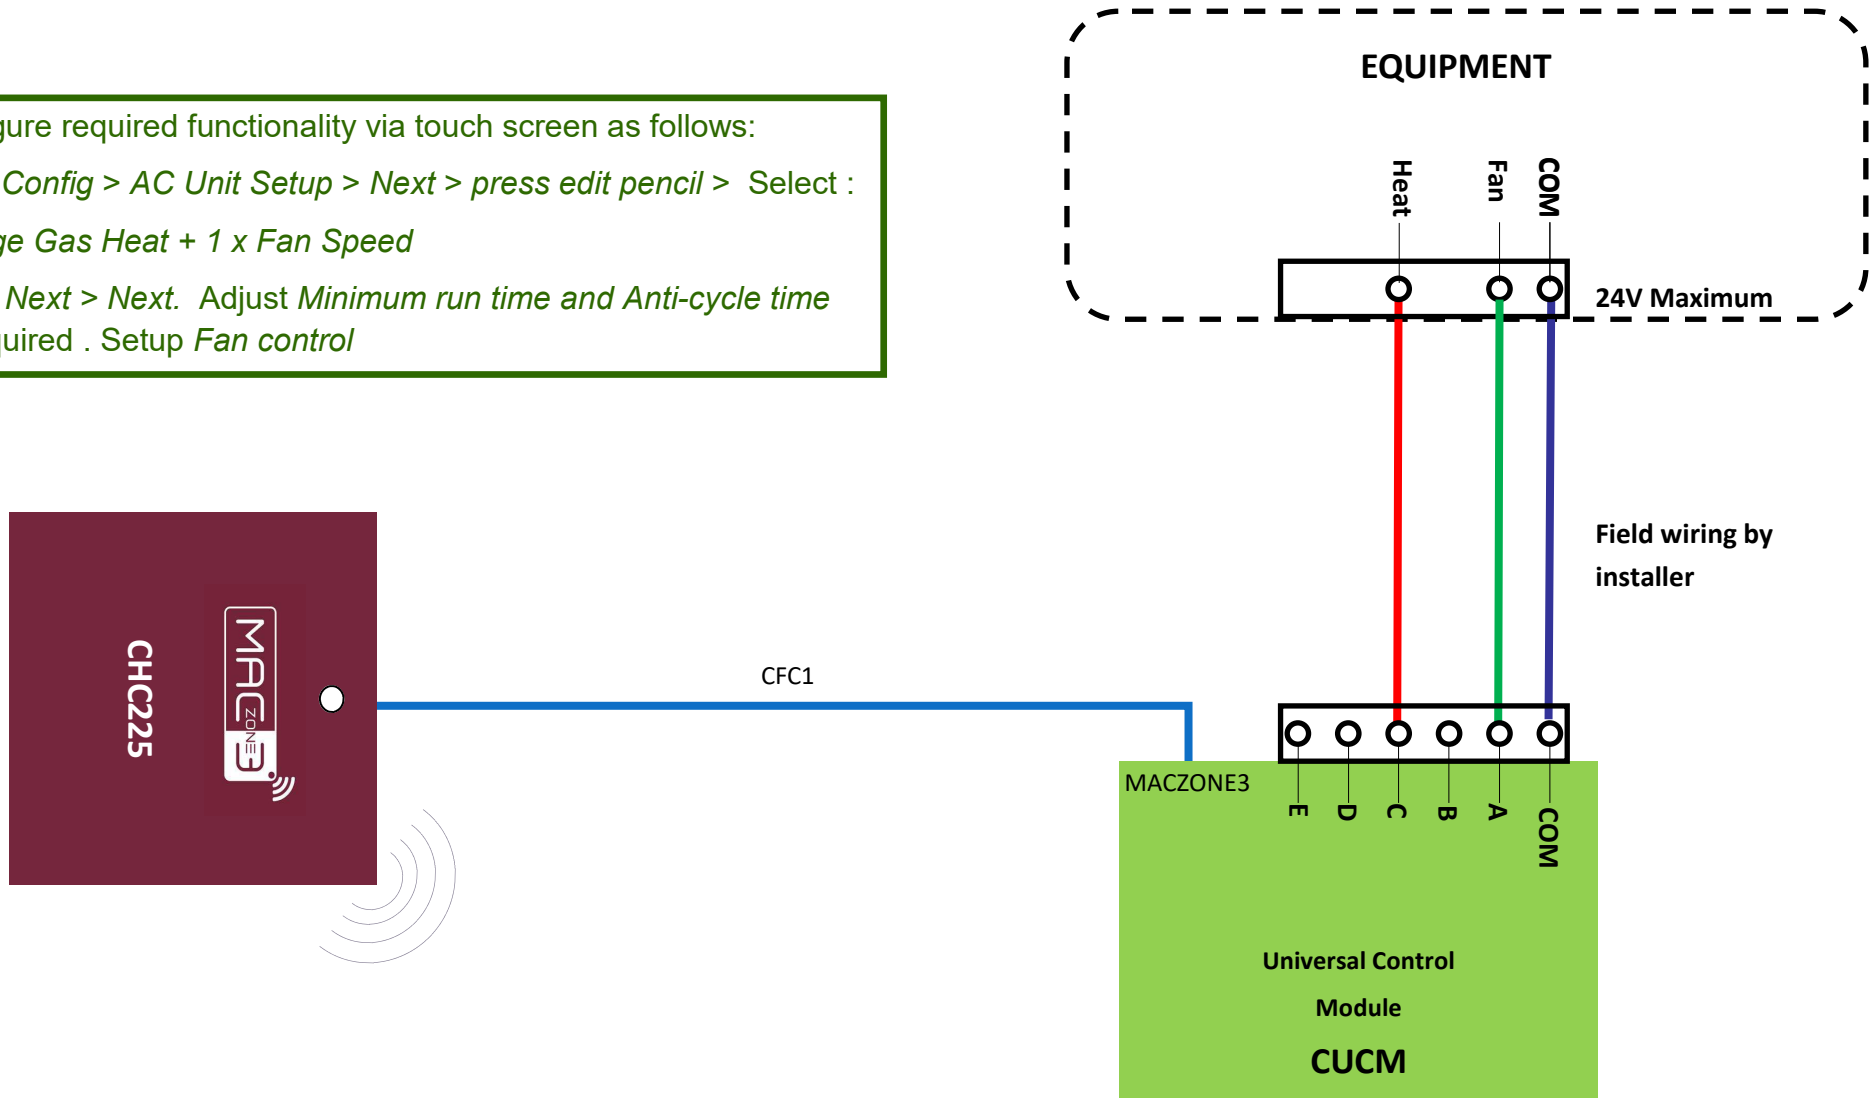 EQUIPMENT
gure required functionality via touch screen as follows:
Config > AC Unit Setup > Next > press edit pencil > Select :
ge Gas Heat + 1 x Fan Speed
Next > Next. Adjust Minimum run time and Anti-cycle time
quired . Setup Fan control
Heat
Fan
COM
24V Maximum
Field wiring by
installer
CHC225
MAC
ZONE3
CFC1
MACZONE3
E
D
C
B
A
COM
Universal Control
Module
CUCM